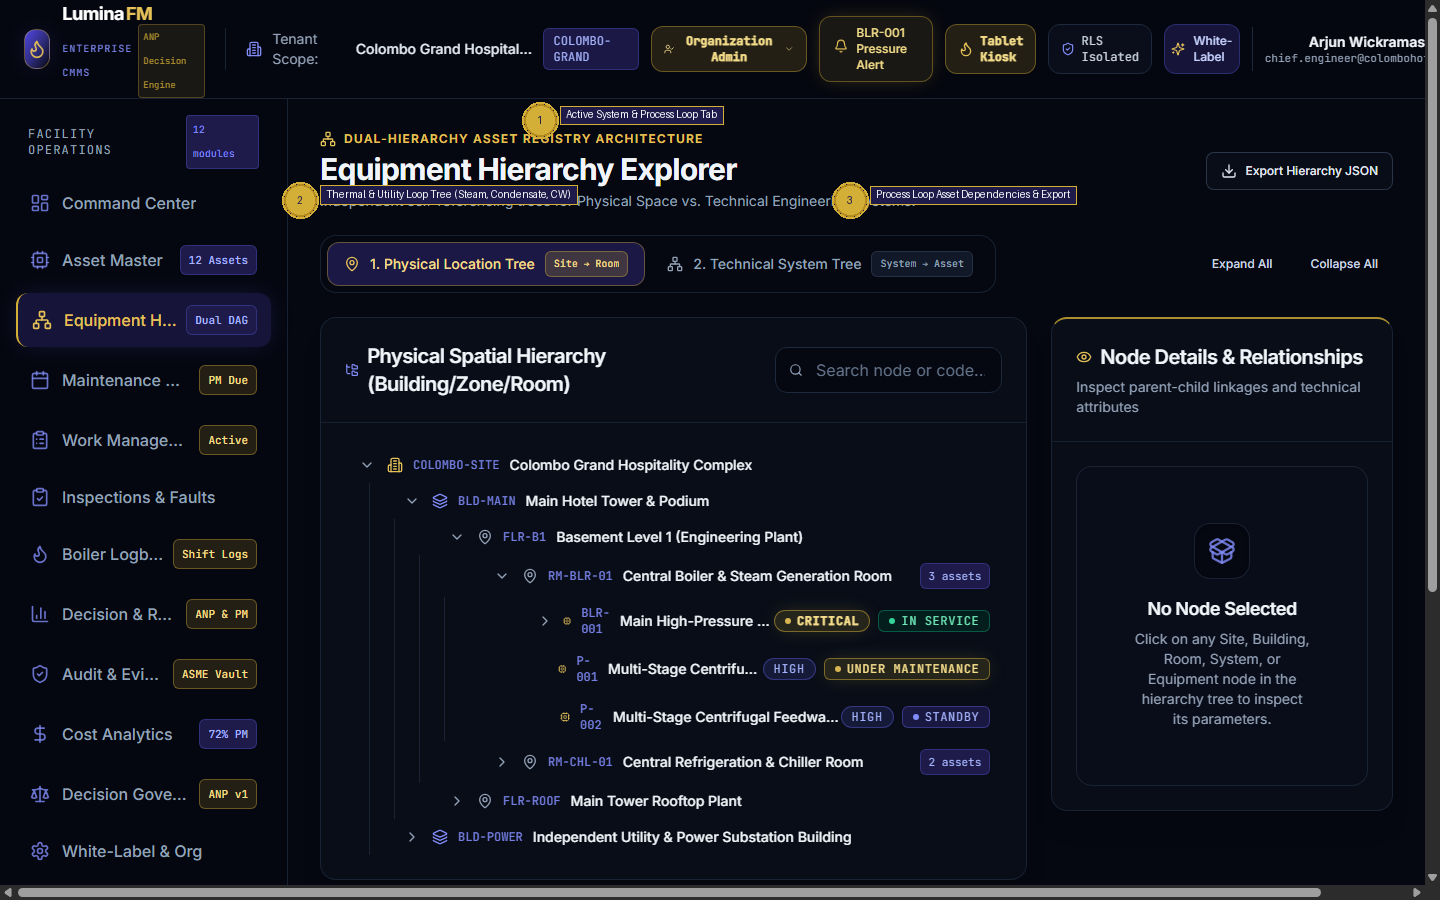 LuminaFM
ENTERPRISE
CMMS
ANP
Decision
Engine
Tenant
Scope:
Colombo Grand Hospital...
COLOMBO-
GRAND
Organization
Admin
BLR-001
Pressure
Alert
Tablet
Kiosk
RLS
Isolated
White-
Label
Arjun Wickramas
chief.engineer@colomboho
FACILITY
OPERATIONS
12
modules
Command Center
Asset Master
12 Assets
Equipment H...
Dual DAG
Maintenance ...
PM Due
Work Manage...
Active
Inspections & Faults
Boiler Logb...
Shift Logs
Decision & R...
ANP & PM
Audit & Evi...
ASME Vault
Cost Analytics
72% PM
Decision Gove...
ANP v1
White-Label & Org
1
Active System & Process Loop Tab
DUAL-HIERARCHY ASSET REGISTRY ARCHITECTURE
Equipment Hierarchy Explorer
Export Hierarchy JSON
2
Thermal & Utility Loop Tree (Steam, Condensate, CW)
3
Process Loop Asset Dependencies & Export
Physical Space vs. Technical Engineer
1. Physical Location Tree
Site → Room
2. Technical System Tree
System → Asset
Expand All
Collapse All
Physical Spatial Hierarchy
(Building/Zone/Room)
Search node or code...
COLOMBO-SITE Colombo Grand Hospitality Complex
BLD-MAIN Main Hotel Tower & Podium
FLR-B1 Basement Level 1 (Engineering Plant)
RM-BLR-01 Central Boiler & Steam Generation Room 3 assets
BLR-
001
Main High-Pressure ... CRITICAL IN SERVICE
P-
001
Multi-Stage Centrifu... HIGH UNDER MAINTENANCE
P-
002
Multi-Stage Centrifugal Feedwa... HIGH STANDBY
RM-CHL-01 Central Refrigeration & Chiller Room 2 assets
FLR-ROOF Main Tower Rooftop Plant
BLD-POWER Independent Utility & Power Substation Building
Node Details & Relationships
Inspect parent-child linkages and technical
attributes
No Node Selected
Click on any Site, Building,
Room, System, or
Equipment node in the
hierarchy tree to inspect
its parameters.